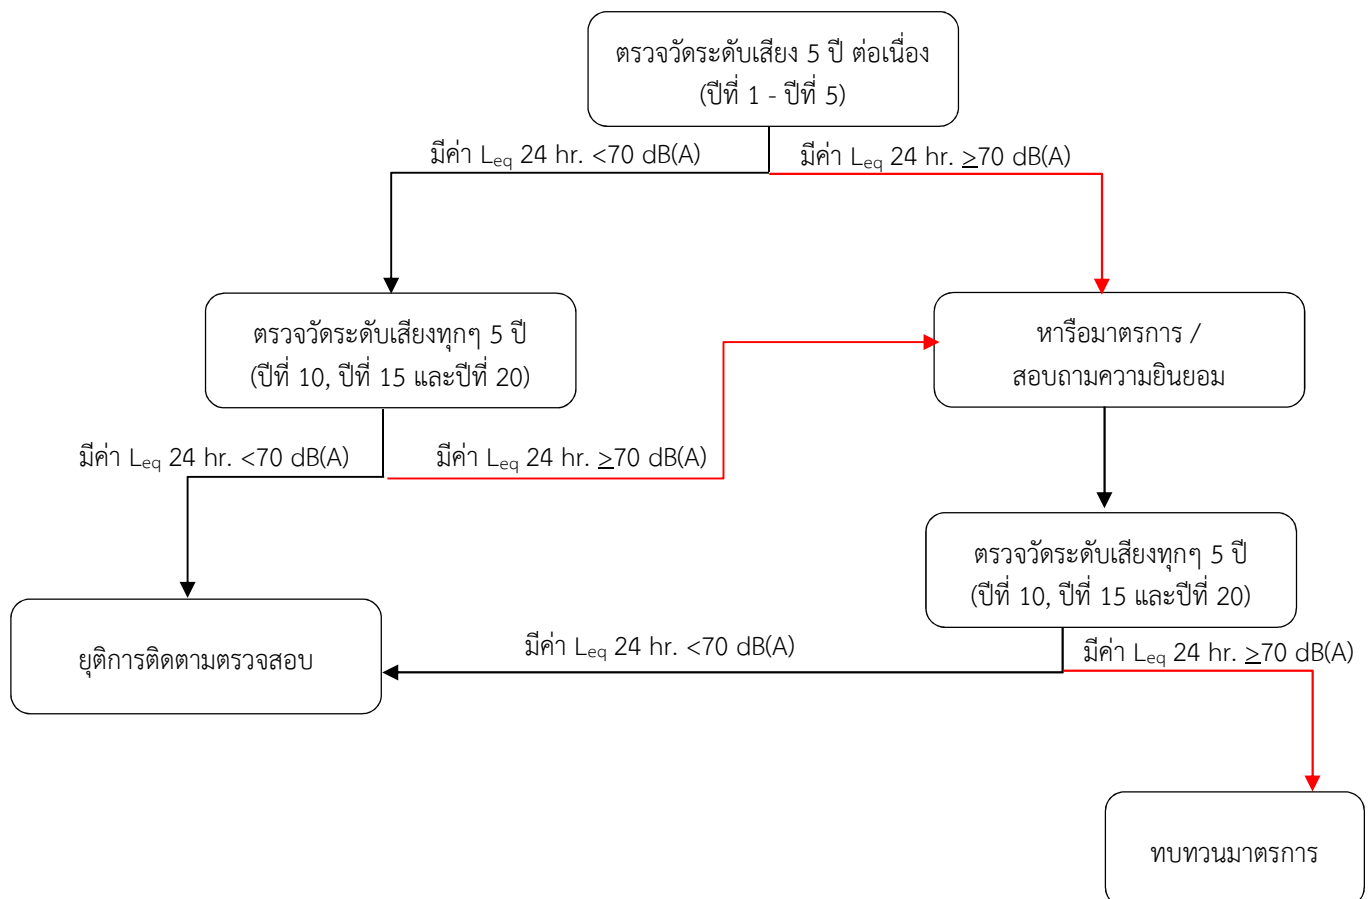 ตรวจวัดระดับเสียง 5 ปี ต่อเนื่อง
(ปีที่ 1 - ปีที่ 5)
มีค่า Leq 24 hr. <70 dB(A)
มีค่า Leq 24 hr. ≥70 dB(A)
ตรวจวัดระดับเสียงทุกๆ 5 ปี
(ปีที่ 10, ปีที่ 15 และปีที่ 20)
หารือมาตรการ /
สอบถามความยินยอม
มีค่า Leq 24 hr. <70 dB(A)
มีค่า Leq 24 hr. ≥70 dB(A)
ตรวจวัดระดับเสียงทุกๆ 5 ปี
(ปีที่ 10, ปีที่ 15 และปีที่ 20)
ยุติการติดตามตรวจสอบ
มีค่า Leq 24 hr. <70 dB(A)
มีค่า Leq 24 hr. ≥70 dB(A)
ทบทวนมาตรการ